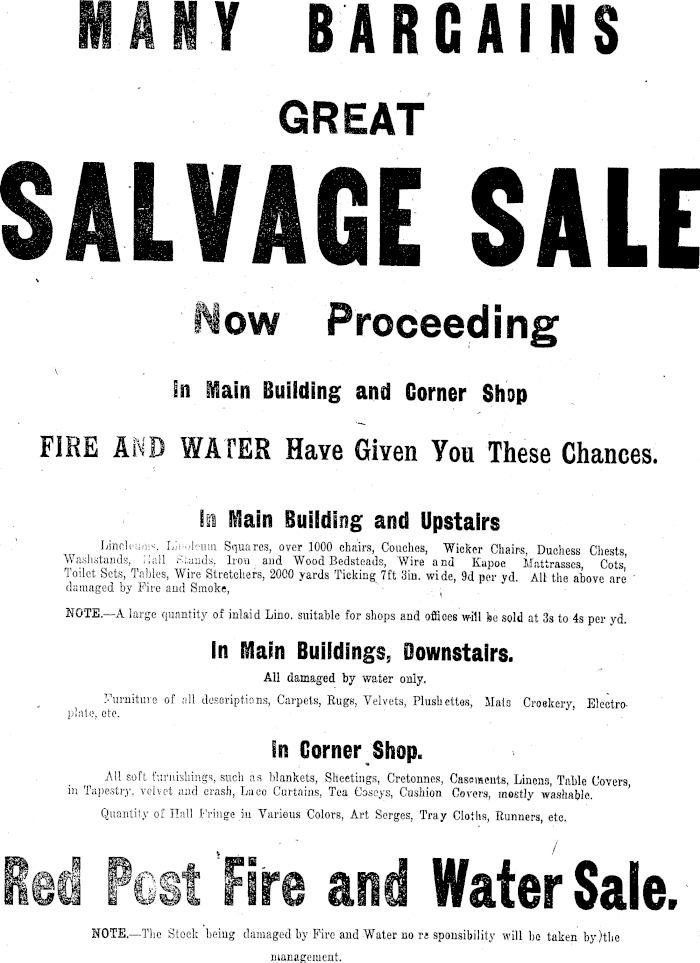 MANY BARGAINS
GREAT
SALVAGE SALE
Now Proceeding
In Main Building and Corner Shop
FIRE AND WATER Have Given You These Chances.
In Main Building and Upstairs
Lincleums, Linoleum Squares, over 1000 chairs, Couches, Wicker Chairs, Duchess Chests,
Washstands, Hall Stands, Iron and Wood Bedsteads, Wire and Kapoc Mattrasses, Cots,
Toilet Sets, Tables, Wire Stretchers, 2000 yards Ticking 7ft 3in. wide, 9d per yd. All the above are
damaged by Fire and Smoke,
NOTE.—A large quantity of inlaid Lino. suitable for shops and offices will be sold at 3s to 4s per yd.
In Main Buildings, Downstairs.
All damaged by water only.
Furniture of all descriptions, Carpets, Rugs, Velvets, Plushettes, Mats Crockery, Electro-
plate, etc.
In Corner Shop.
All soft furnishings, such as blankets, Sheetings, Cretonnes, Casements, Linens, Table Covers,
in Tapestry, velvet and crash, Lace Curtains, Tea Coseys, Cushion Covers, mostly washable.
Quantity of Hall Fringe in Various Colors, Art Serges, Tray Cloths, Runners, etc.
Red Post Fire and Water Sale.
NOTE.—The Stock being damaged by Fire and Water no re sponsibility will be taken by)the
management.